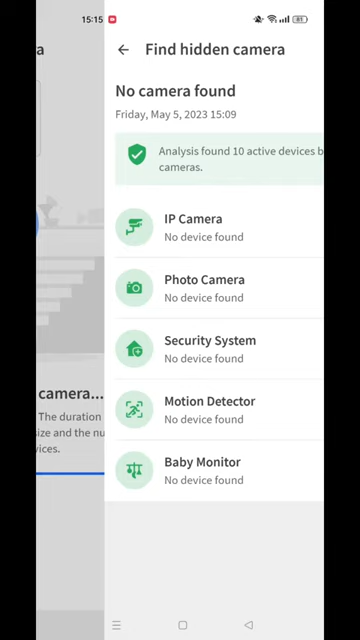 15:15
81
a
Find hidden camera
No camera found
Friday, May 5, 2023 15:09
Analysis found 10 active devices b
cameras.
IP Camera
No device found
Photo Camera
No device found
Security System
No device found
camera...
Motion Detector
The duration
No device found
size and the nu
vices.
Baby Monitor
No device found